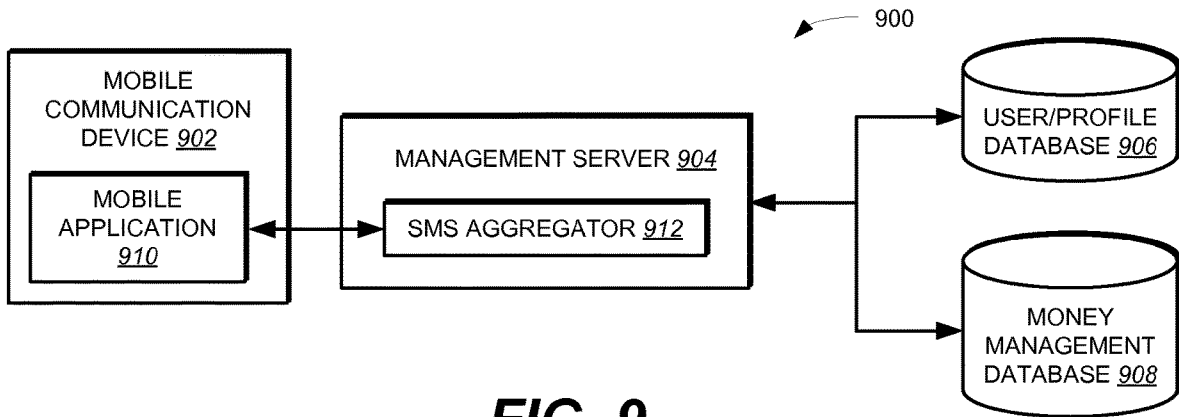 900
MOBILE
COMMUNICATION
DEVICE 902
MOBILE
APPLICATION
910
MANAGEMENT SERVER 904
SMS AGGREGATOR 912
USER/PROFILE
DATABASE 906
MONEY
MANAGEMENT
DATABASE 908
FIG. 9